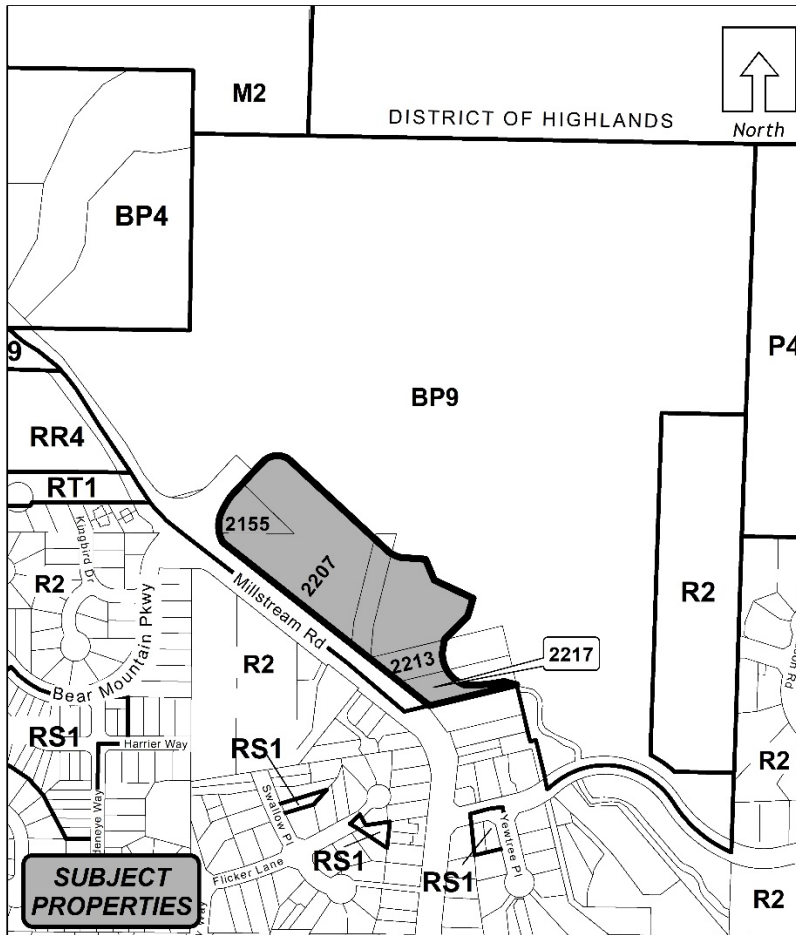 M2
DISTRICT OF HIGHLANDS
North
BP4
P4
9
BP9
RR4
RT1
2155
Kingbird Dr
2207
R2
R2
Millstream Rd
Bear Mountain Pkwy
R2
2213
2217
RS1
Harrier Way
RS1
R2
Swallow Pl
Yewtree Pl
RS1
RS1
Flicker Lane
SUBJECT
PROPERTIES
R2